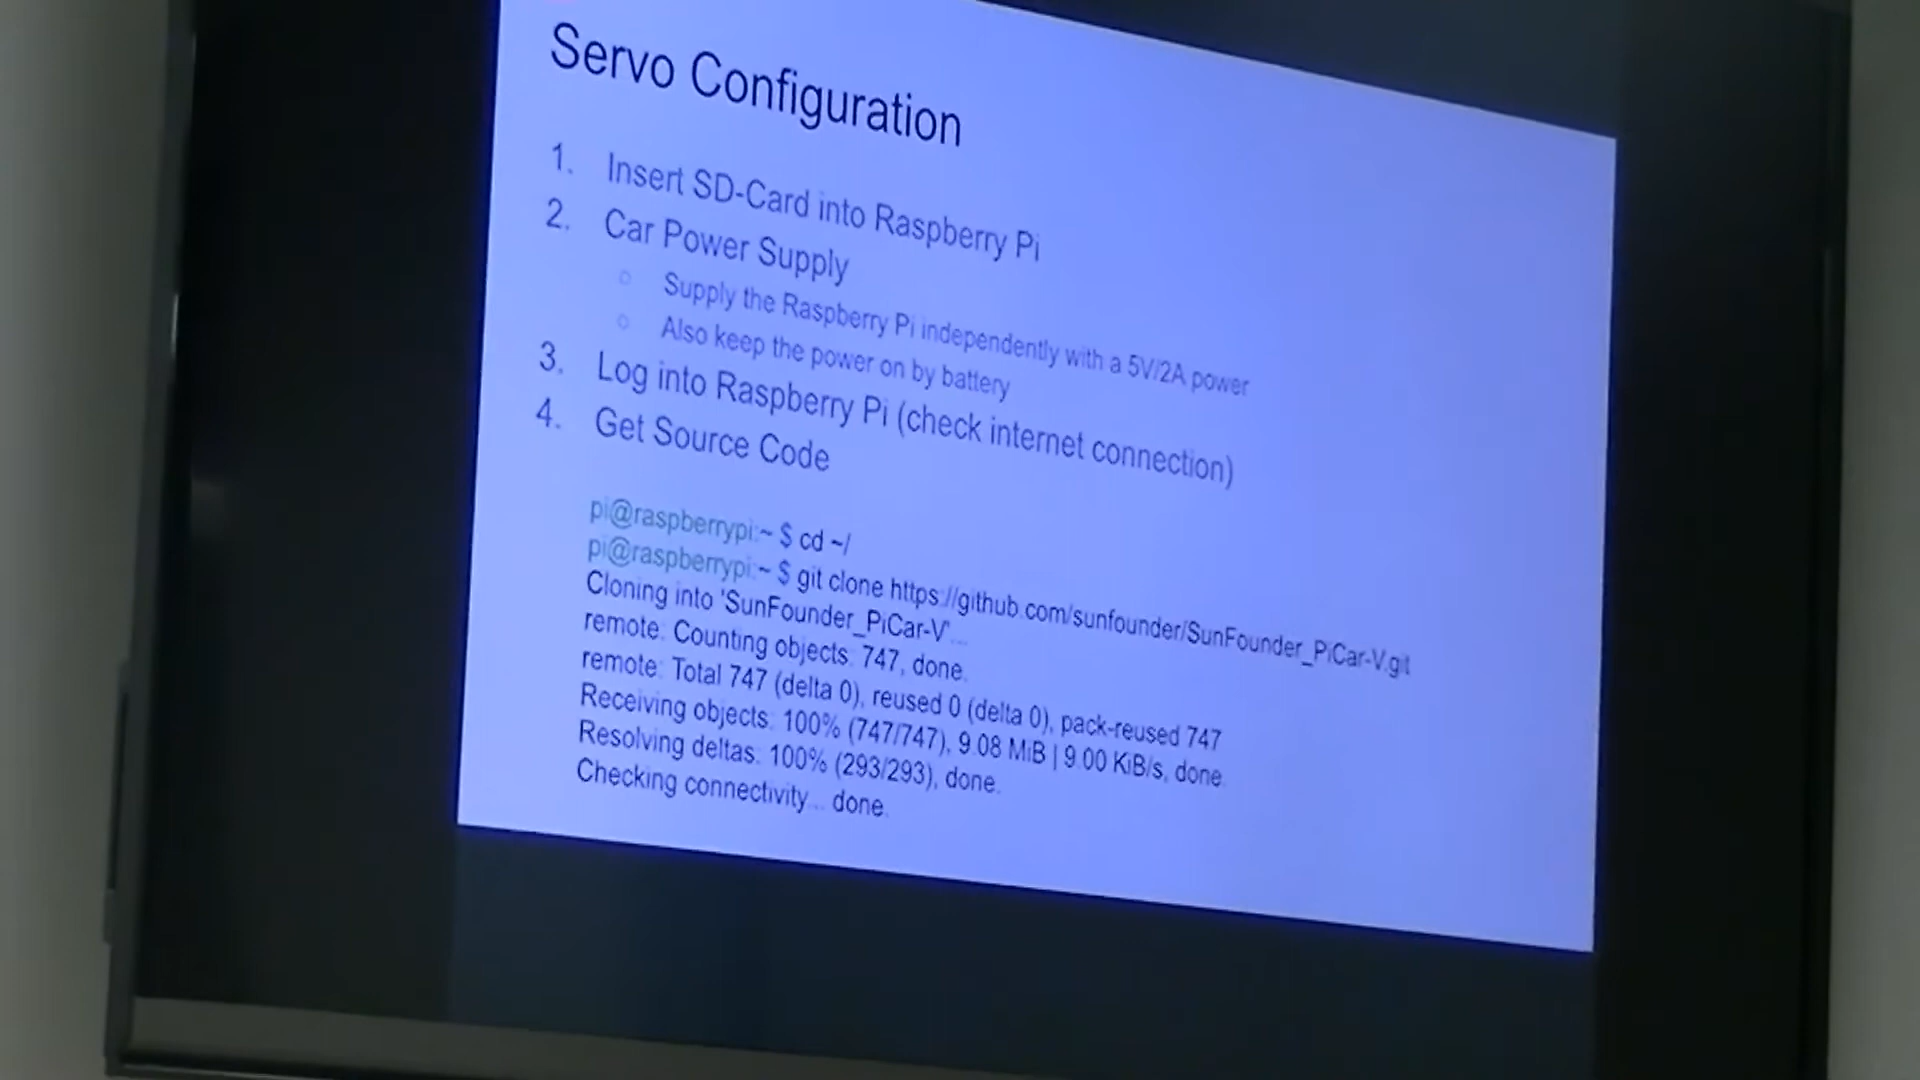 Servo Configuration
1. Insert SD-Card into Raspberry Pi
2. Car Power Supply
○ Supply the Raspberry Pi independently with a 5V/2A power
○ Also keep the power on by battery
3. Log into Raspberry Pi (check internet connection)
4. Get Source Code
pi@raspberrypi:~ $ cd ~/
pi@raspberrypi:~ $ git clone https://github.com/sunfounder/SunFounder_PiCar-V.git
Cloning into 'SunFounder_PiCar-V'...
remote: Counting objects: 747, done.
remote: Total 747 (delta 0), reused 0 (delta 0), pack-reused 747
Receiving objects: 100% (747/747), 9.08 MiB | 9.00 KiB/s, done.
Resolving deltas: 100% (293/293), done.
Checking connectivity... done.